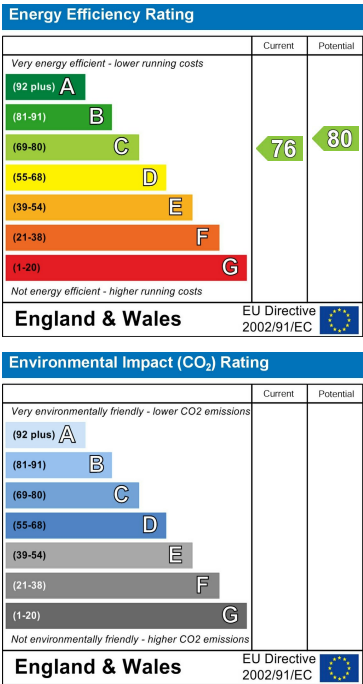 Energy Efficiency Rating
Current Potential
Very energy efficient - lower running costs
(92 plus) A
(81-91) B
(69-80) C
76 80
(55-68) D
(39-54) E
(21-38) F
(1-20) G
Not energy efficient - higher running costs
England & Wales EU Directive 2002/91/EC
Environmental Impact (CO₂) Rating
Current Potential
Very environmentally friendly - lower CO2 emissions
(92 plus) A
(81-91) B
(69-80) C
(55-68) D
(39-54) E
(21-38) F
(1-20) G
Not environmentally friendly - higher CO2 emissions
England & Wales EU Directive 2002/91/EC